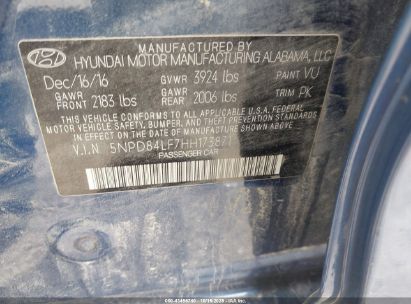 MANUFACTURED BY
HYUNDAI MOTOR MANUFACTURING ALABAMA, LLC
Dec/16/16 GVWR 3924 lbs PAINT VU
GAWR FRONT 2183 lbs GAWR REAR 2006 lbs TRIM PK
THIS VEHICLE CONFORMS TO ALL APPLICABLE U.S.A. FEDERAL
MOTOR VEHICLE SAFETY, BUMPER, AND THEFT PREVENTION
STANDARDS IN EFFECT ON THE DATE OF MANUFACTURE SHOWN ABOVE.
V.I.N 5NPD84LF7HH173871
PASSENGER CAR